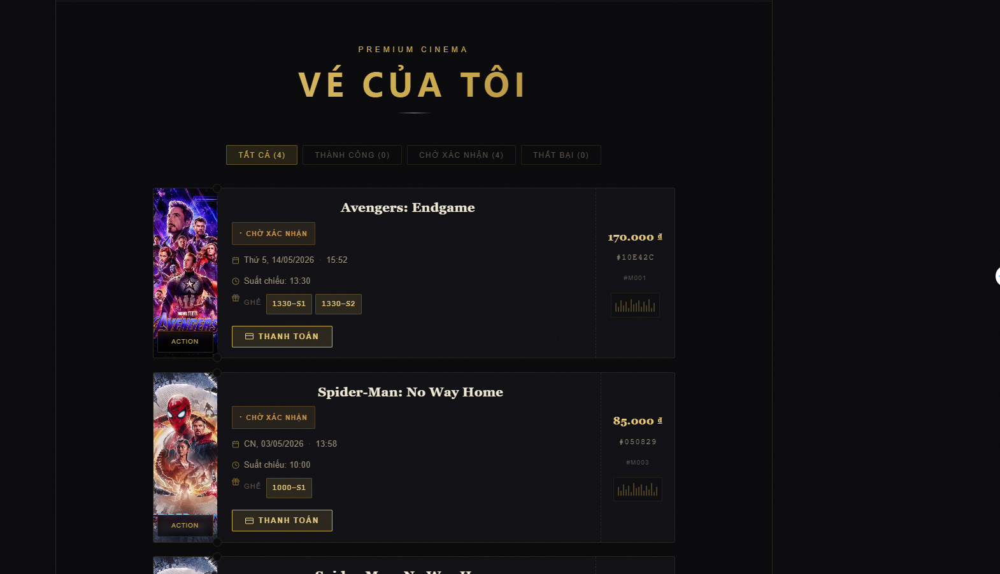 PREMIUM CINEMA
VÉ CỦA TÔI
TẤT CẢ (4)
THÀNH CÔNG (0)
CHỜ XÁC NHẬN (4)
THẤT BẠI (0)
Avengers: Endgame
· CHỜ XÁC NHẬN
Thứ 5, 14/05/2026 · 15:52
Suất chiếu: 13:30
GHẾ 1330–S1 1330–S2
THANH TOÁN
MARVEL STUDIOS
AVENGERS
ACTION
170.000 ₫
#10E42C
#M001
Spider-Man: No Way Home
· CHỜ XÁC NHẬN
CN, 03/05/2026 · 13:58
Suất chiếu: 10:00
GHẾ 1000–S1
THANH TOÁN
ACTION
85.000 ₫
#050829
#M003